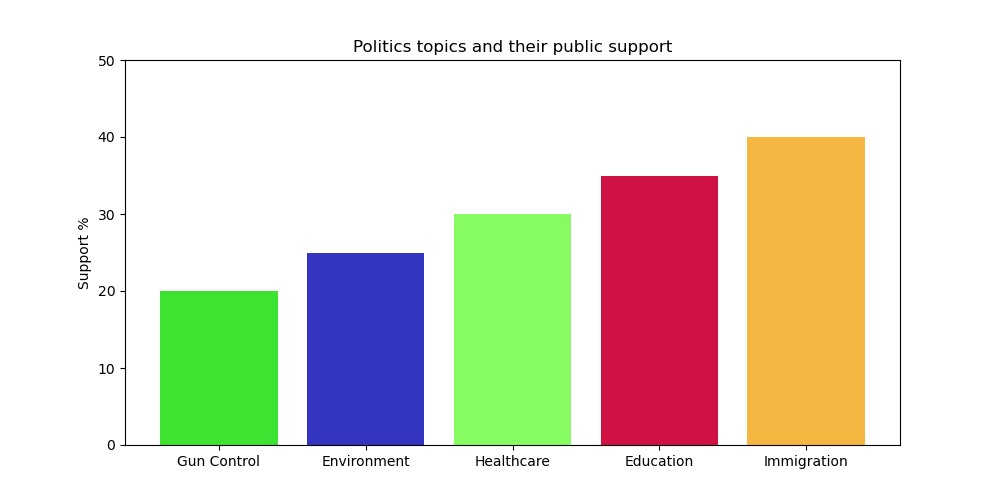 Politics topics and their public support
Support %
50
40
30
20
10
0
Gun Control Environment Healthcare Education Immigration